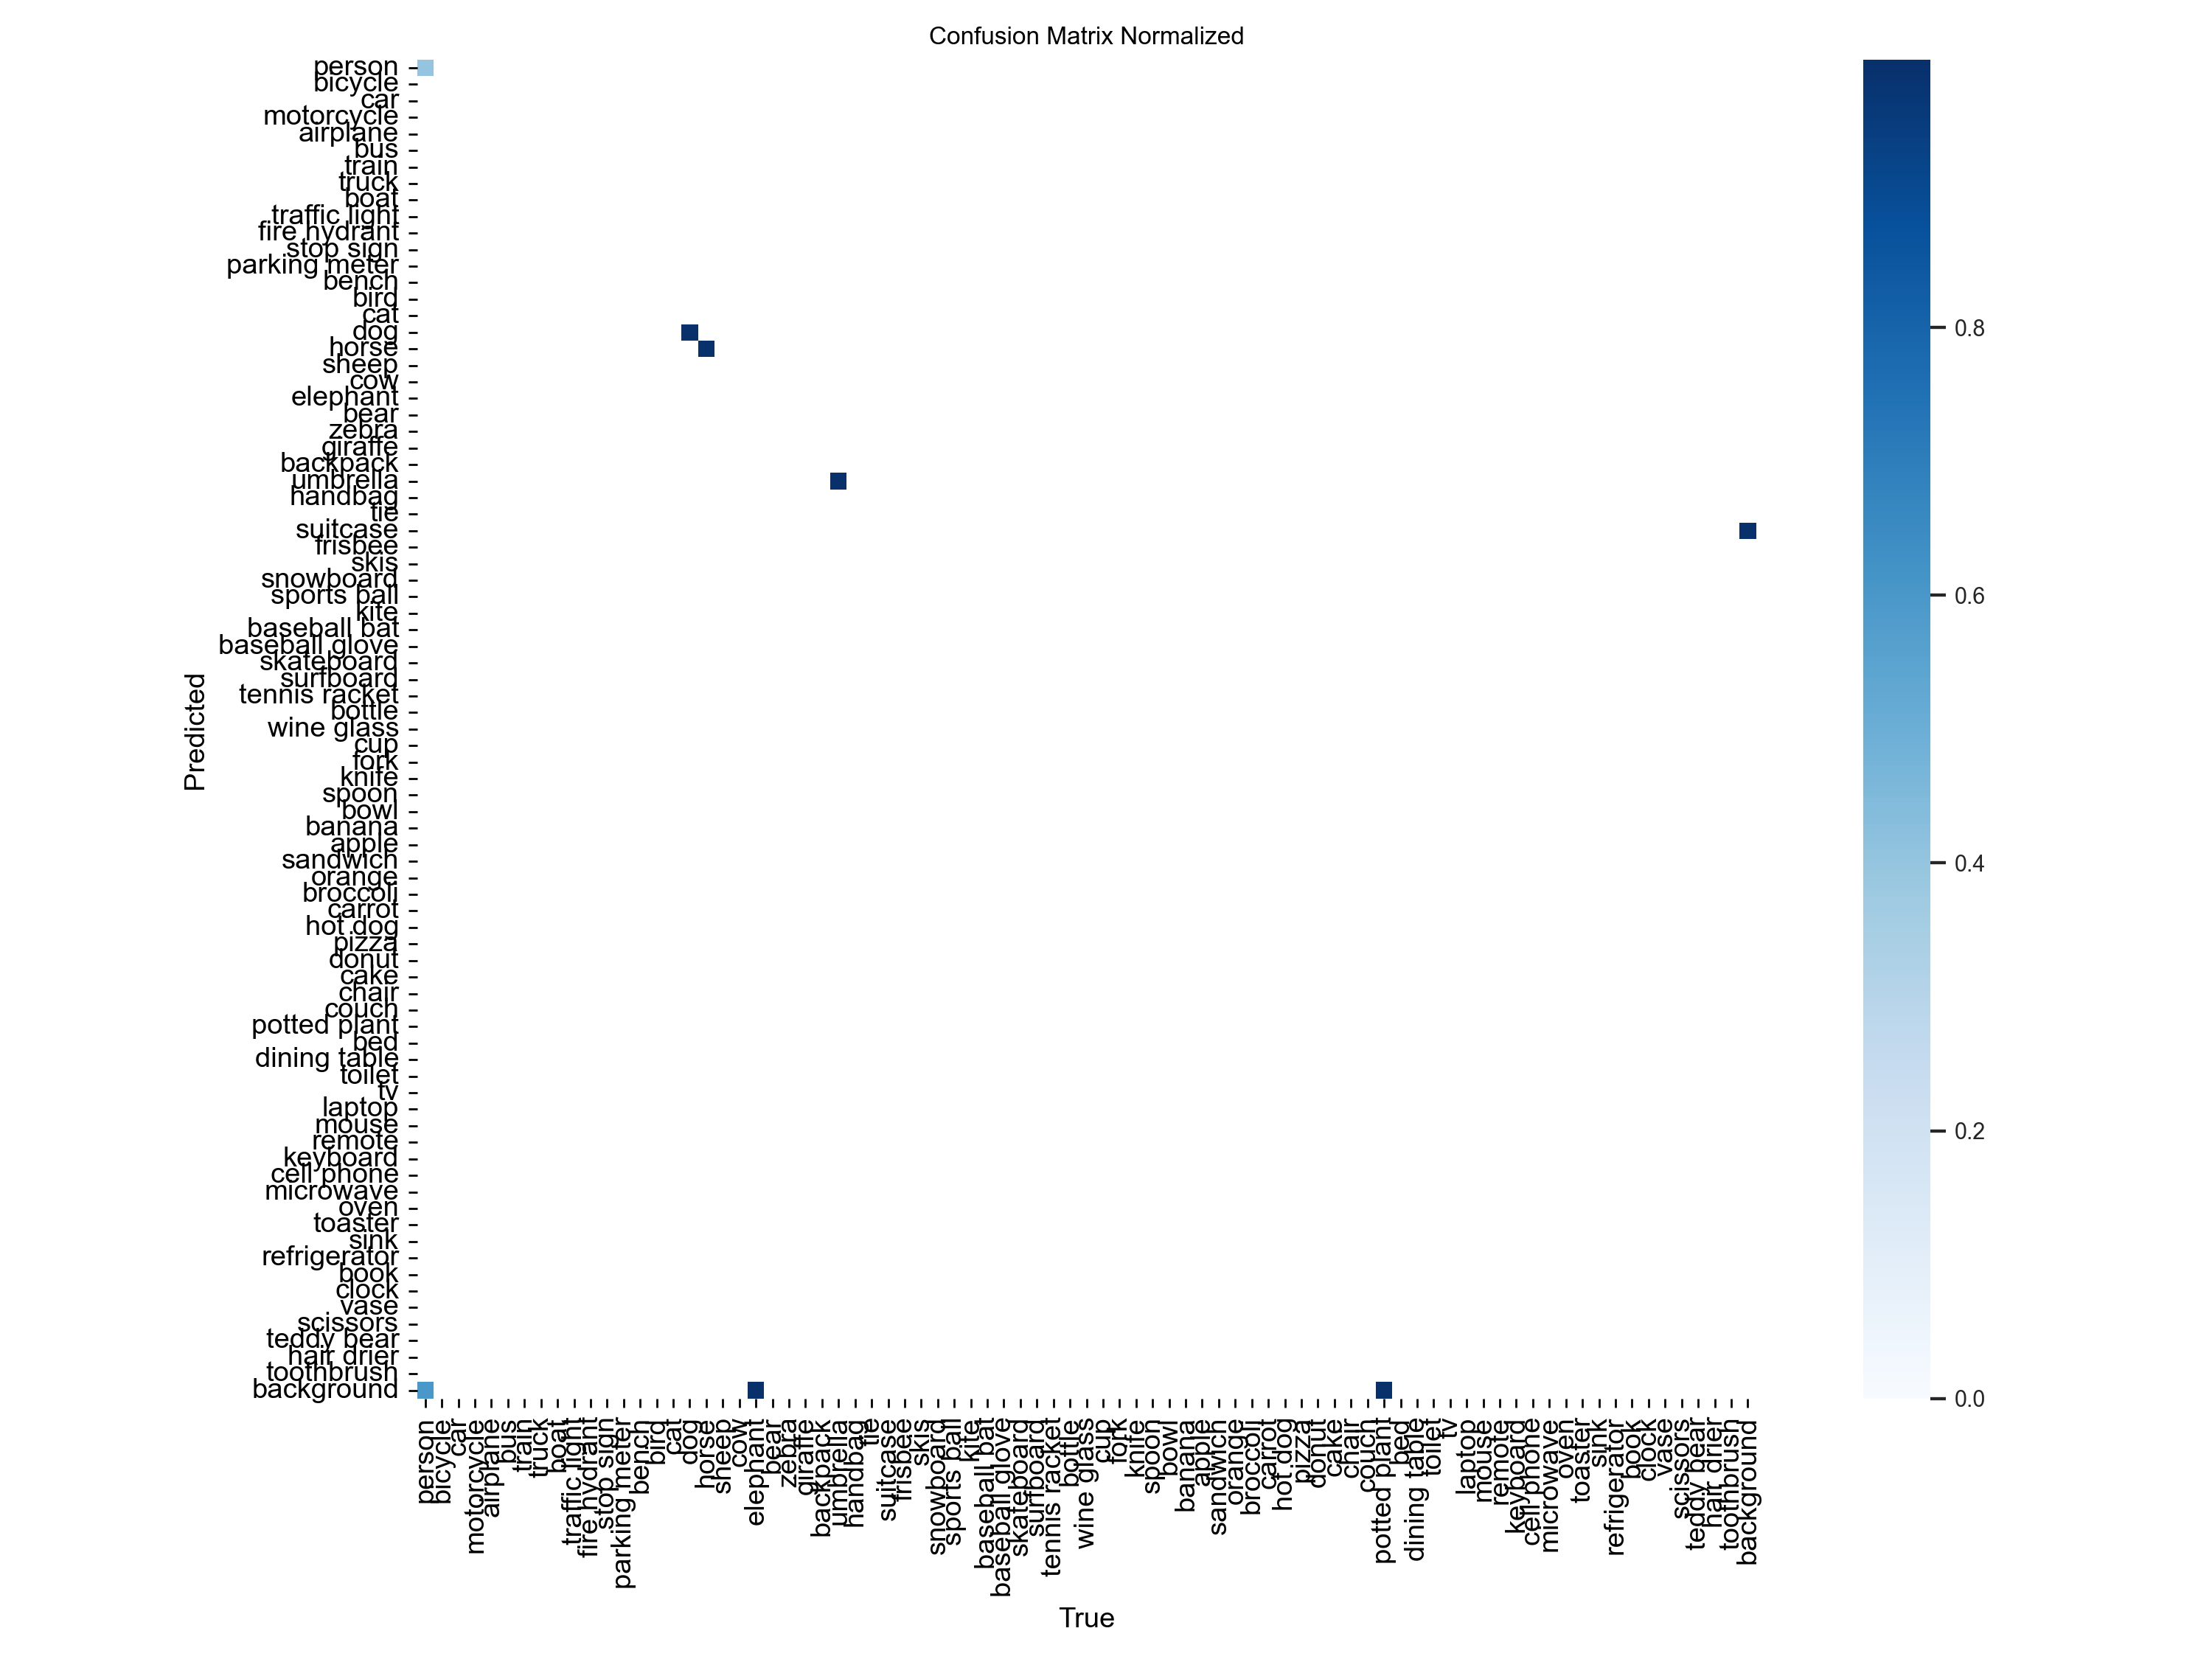 Confusion Matrix Normalized
person
bicycle
car
motorcycle
airplane
bus
train
truck
boat
traffic light
fire hydrant
stop sign
parking meter
bench
bird
cat
dog
horse
sheep
cow
elephant
bear
zebra
giraffe
backpack
umbrella
handbag
tie
suitcase
frisbee
skis
snowboard
sports ball
kite
baseball bat
baseball glove
skateboard
surfboard
tennis racket
bottle
wine glass
cup
fork
knife
spoon
bowl
banana
apple
sandwich
orange
broccoli
carrot
hot dog
pizza
donut
cake
chair
couch
potted plant
bed
dining table
toilet
tv
laptop
mouse
remote
keyboard
cell phone
microwave
oven
toaster
sink
refrigerator
book
clock
vase
scissors
teddy bear
hair drier
toothbrush
background
Predicted
person
bicycle
car
motorcycle
airplane
bus
train
truck
boat
traffic light
fire hydrant
stop sign
parking meter
bench
bird
cat
dog
horse
sheep
cow
elephant
bear
zebra
giraffe
backpack
umbrella
handbag
tie
suitcase
frisbee
skis
snowboard
sports ball
kite
baseball bat
baseball glove
skateboard
surfboard
tennis racket
bottle
wine glass
cup
fork
knife
spoon
bowl
banana
apple
sandwich
orange
broccoli
carrot
hot dog
pizza
donut
cake
chair
couch
potted plant
bed
dining table
toilet
tv
laptop
mouse
remote
keyboard
cell phone
microwave
oven
toaster
sink
refrigerator
book
clock
vase
scissors
teddy bear
hair drier
toothbrush
background
True
0.8
0.6
0.4
0.2
0.0